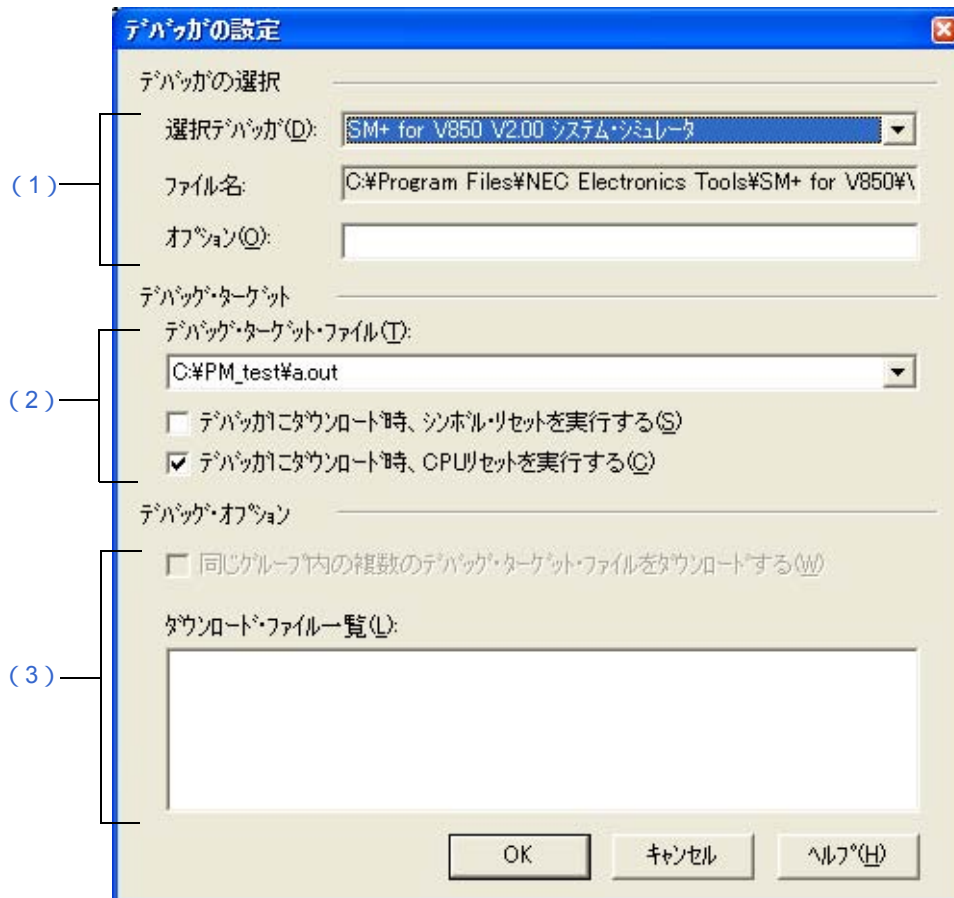 デバッガの設定
デバッガの選択
(1)
選択デバッガ(D):
SM+ for V850 V2.00 システム・シミュレータ
ファイル名:
C:¥Program Files¥NEC Electronics Tools¥SM+ for V850¥
オプション(O):
デバッグ・ターゲット
(2)
デバッグ・ターゲット・ファイル(T):
C:¥PM_test¥a.out
デバッガにダウンロード時、シンボル・リセットを実行する(S)
デバッガにダウンロード時、CPUリセットを実行する(C)
デバッグ・オプション
(3)
同じグループ内の複数のデバッグ・ターゲット・ファイルをダウンロードする(W)
ダウンロード・ファイル一覧(L):
OK
キャンセル
ヘルプ(H)